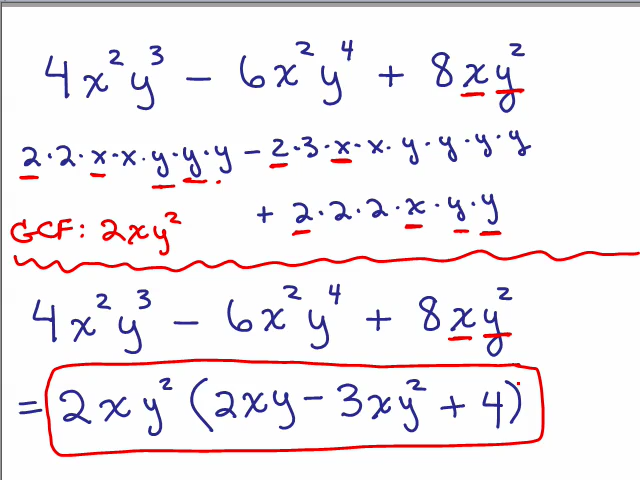 4x²y³ − 6x²y⁴ + 8xy²
2·2·x·x·y·y·y − 2·3·x·x·y·y·y·y
+ 2·2·2·x·y·y
GCF: 2xy²
4x²y³ − 6x²y⁴ + 8xy²
= 2xy² (2xy − 3xy² + 4)